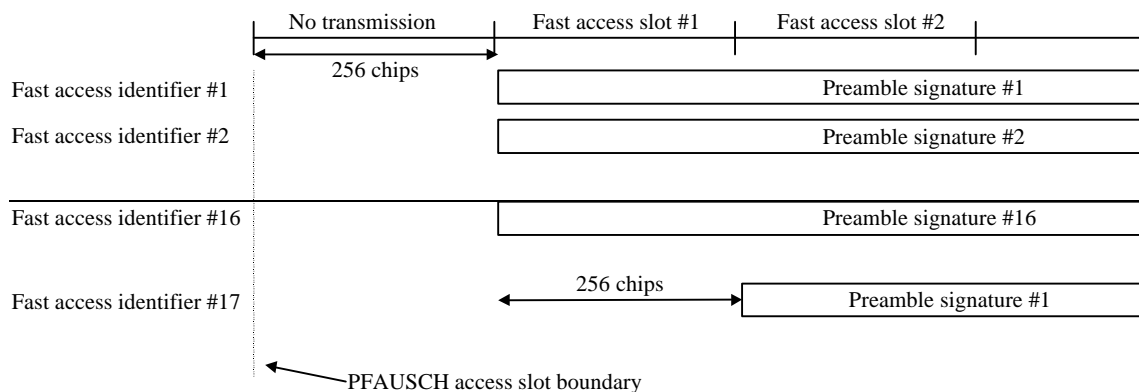 No transmission
Fast access slot #1
Fast access slot #2
256 chips
Fast access identifier #1
Preamble signature #1
Fast access identifier #2
Preamble signature #2
Fast access identifier #16
Preamble signature #16
256 chips
Fast access identifier #17
Preamble signature #1
PFAUSCH access slot boundary